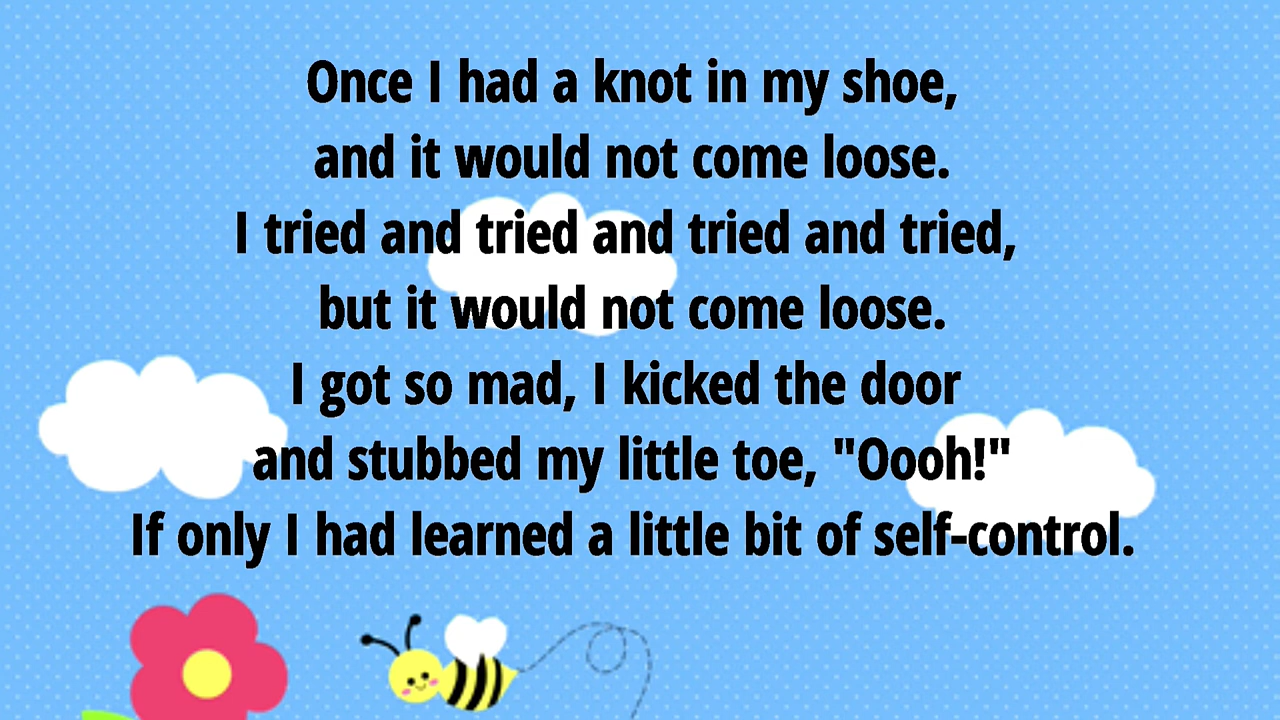 Once I had a knot in my shoe,
and it would not come loose.
I tried and tried and tried and tried,
but it would not come loose.
I got so mad, I kicked the door
and stubbed my little toe, "Oooh!"
If only I had learned a little bit of self-control.